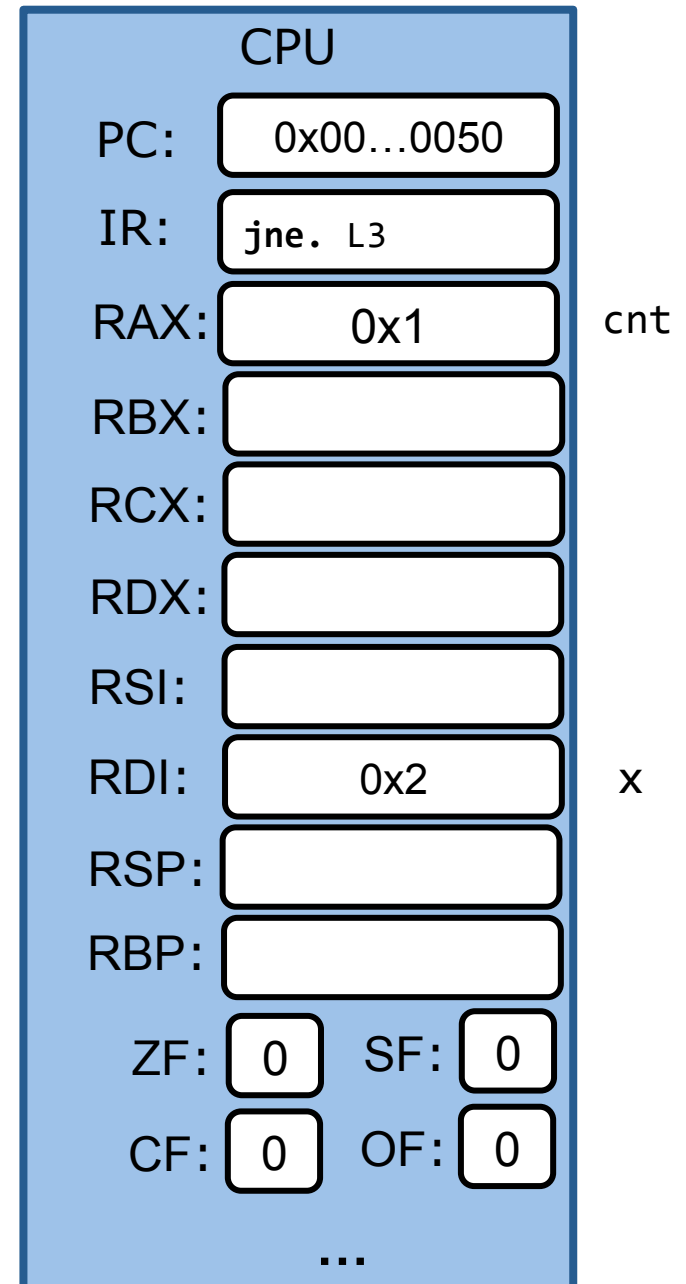 CPU
PC: 0x00...0050
IR: jne. L3
RAX: 0x1 cnt
RBX:
RCX:
RDX:
RSI:
RDI: 0x2 x
RSP:
RBP:
ZF: 0 SF: 0
CF: 0 OF: 0
...